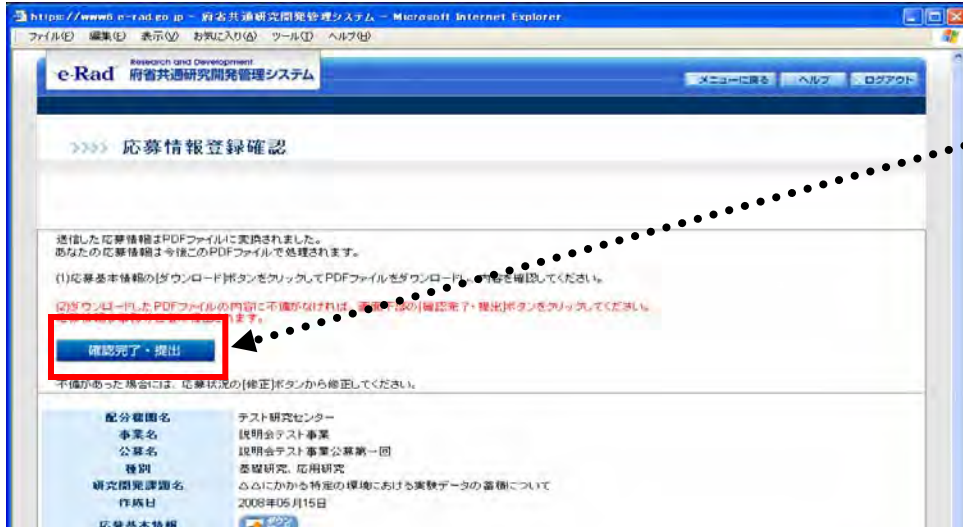 https://www6.e-rad.go.jp - 府省共通研究開発管理システム - Microsoft Internet Explorer
ファイル(F) 編集(E) 表示(V) お気に入り(A) ツール(T) ヘルプ(H)
Research and Development
e-Rad 府省共通研究開発管理システム
メニューに戻る ヘルプ ログアウト
>>>> 応募情報登録確認
送信した応募情報はPDFファイルに変換されました。
あなたの応募情報は今後このPDFファイルで処理されます。
(1)応募基本情報の[ダウンロード]ボタンをクリックしてPDFファイルをダウンロードし、内容を確認してください。
(2)ダウンロードしたPDFファイルの内容に不備がなければ、画面下部の[確認完了・提出]ボタンをクリックしてください。
されます。
確認完了・提出
不備があった場合には、応募状況の[修正]ボタンから修正してください。
配分機関名 テスト研究センター
事業名 説明会テスト事業
公募名 説明会テスト事業公募第一回
種別 基礎研究、応用研究
研究開発課題名 △△にかかる特定の環境における実験データの蓄積について
作成日 2008年05月15日
応募基本情報